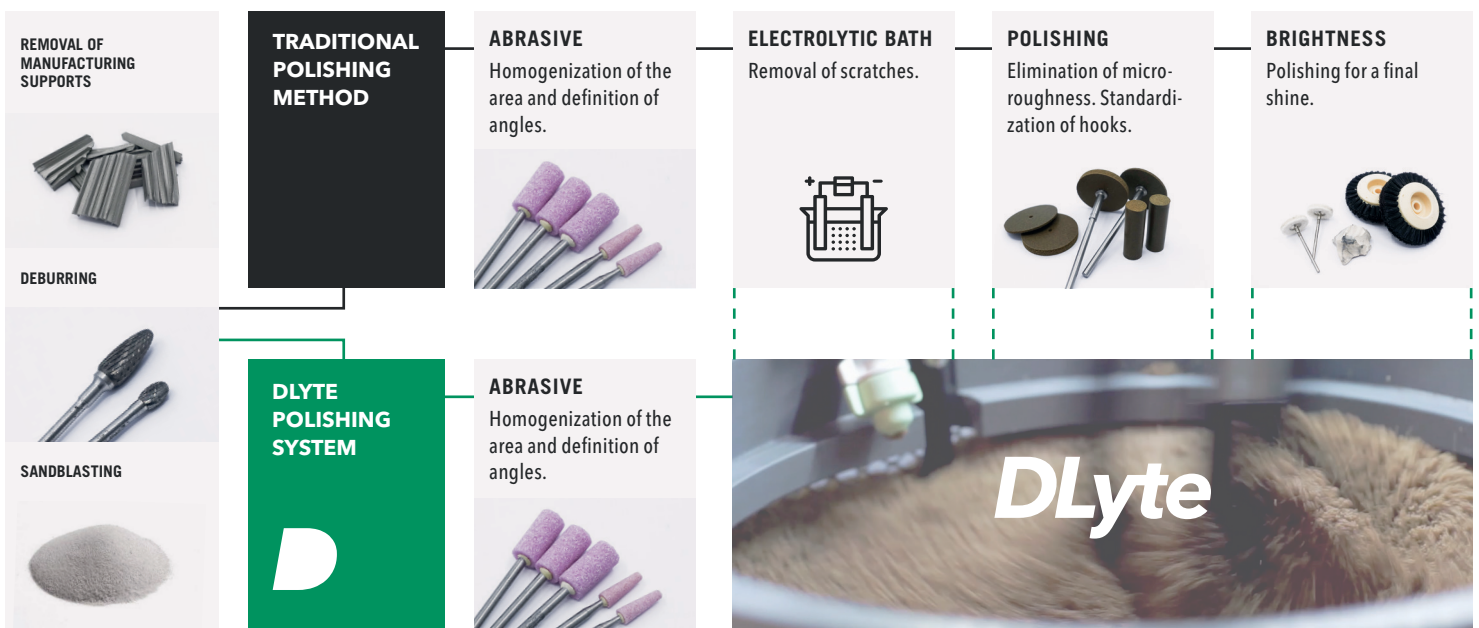 REMOVAL OF
MANUFACTURING
SUPPORTS
DEBURRING
SANDBLASTING
TRADITIONAL
POLISHING
METHOD
ABRASIVE
Homogenization of the
area and definition of
angles.
ELECTROLYTIC BATH
Removal of scratches.
+ −
POLISHING
Elimination of micro-
roughness. Standardi-
zation of hooks.
BRIGHTNESS
Polishing for a final
shine.
DLYTE
POLISHING
SYSTEM
D
ABRASIVE
Homogenization of the
area and definition of
angles.
DLyte